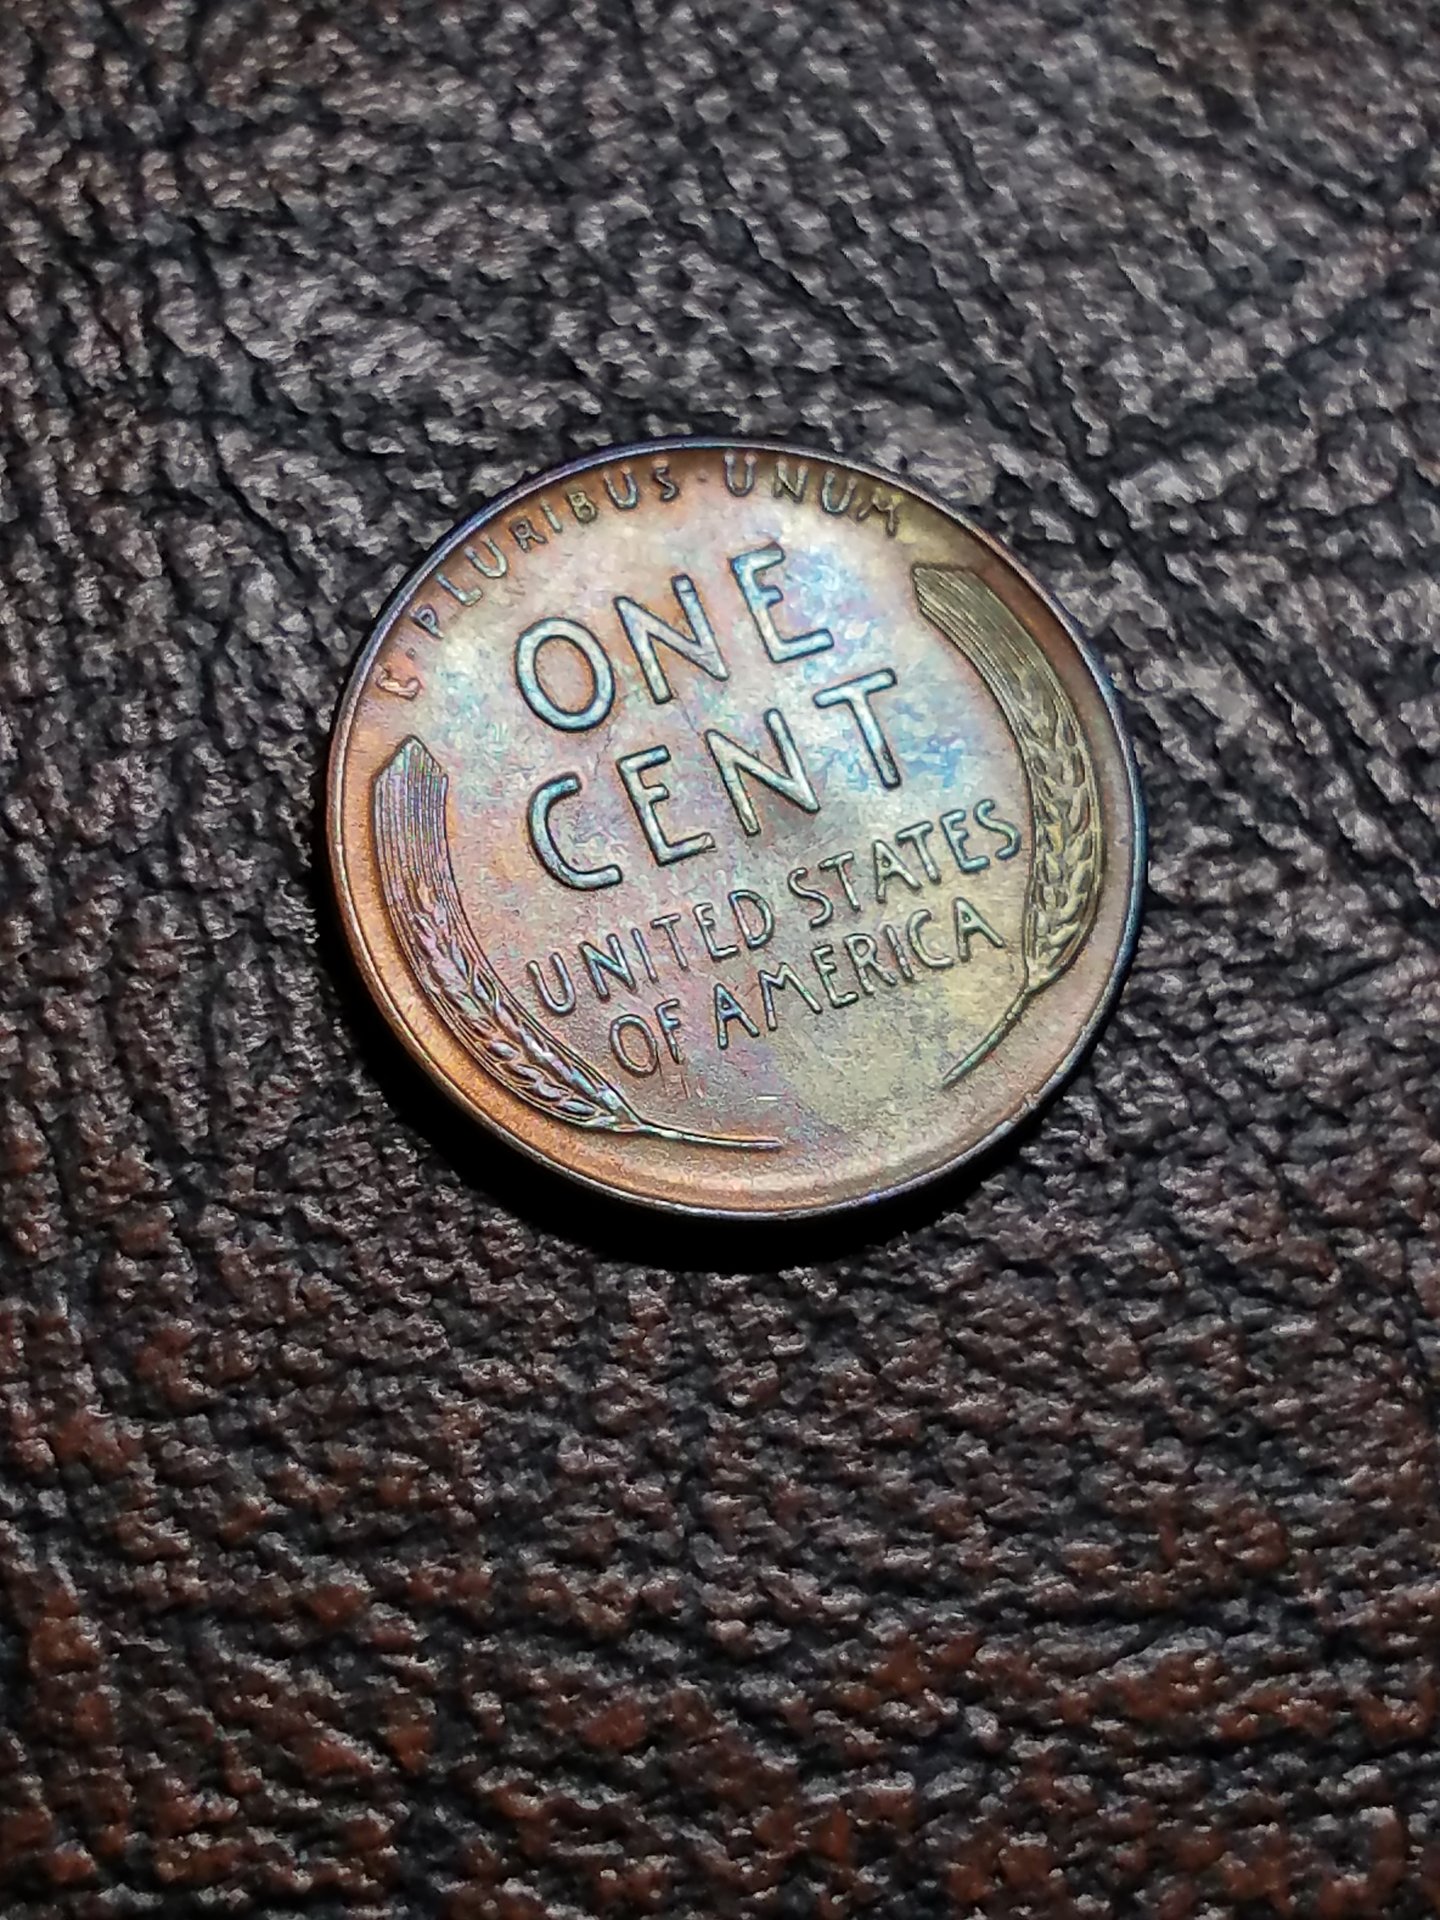 E · PLURIBUS · UNUM
ONE
CENT
UNITED STATES
OF AMERICA